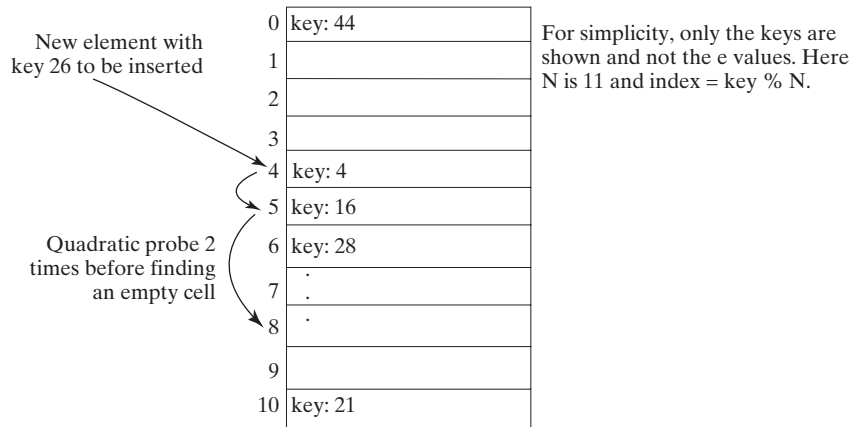 New element with
key 26 to be inserted
0 key: 44
1
2
3
4 key: 4
5 key: 16
6 key: 28
7 .
.
8 .
9
10 key: 21
Quadratic probe 2
times before finding
an empty cell
For simplicity, only the keys are
shown and not the e values. Here
N is 11 and index = key % N.